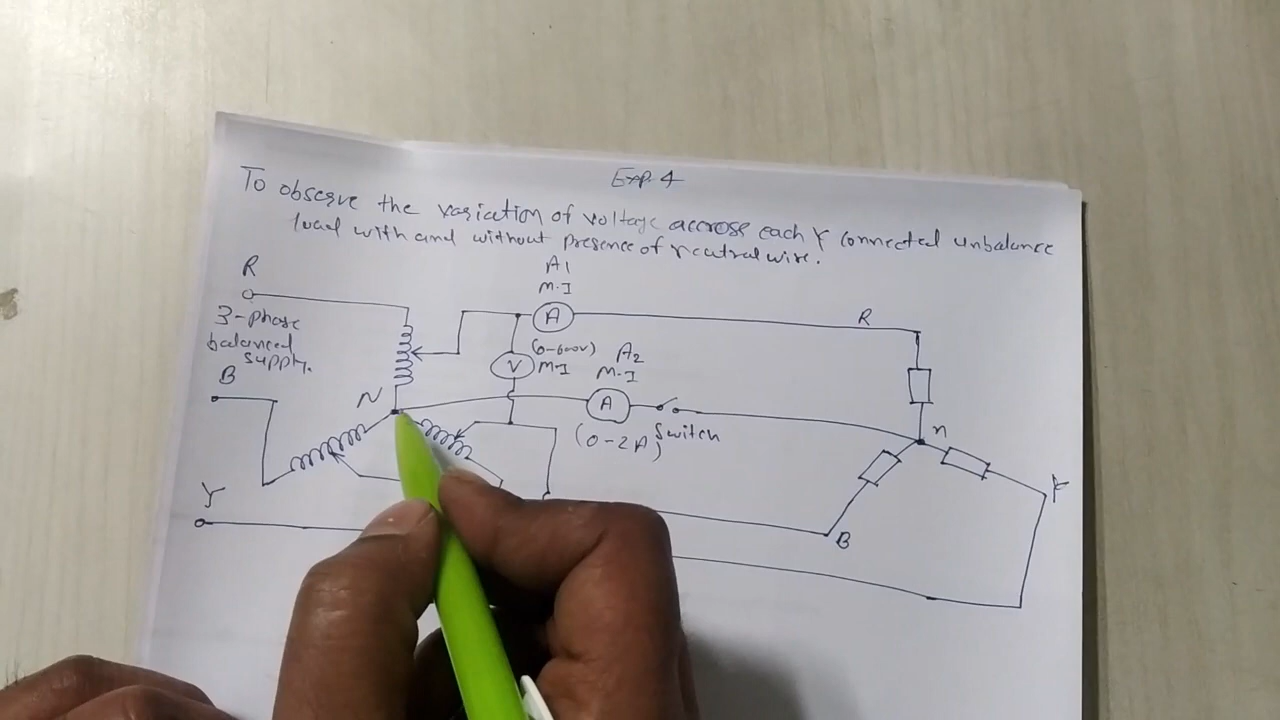 Exp. 4
To observe the variation of voltage accrose each Y connected unbalance
load with and without presence of neutral wire.
R
A1
M.I
A
R
3-phase
balanced
supply.
(0-600v)
M-I
V
A2
M.I
A
B
N
(0-2A)
Switch
n
Y
Y
B